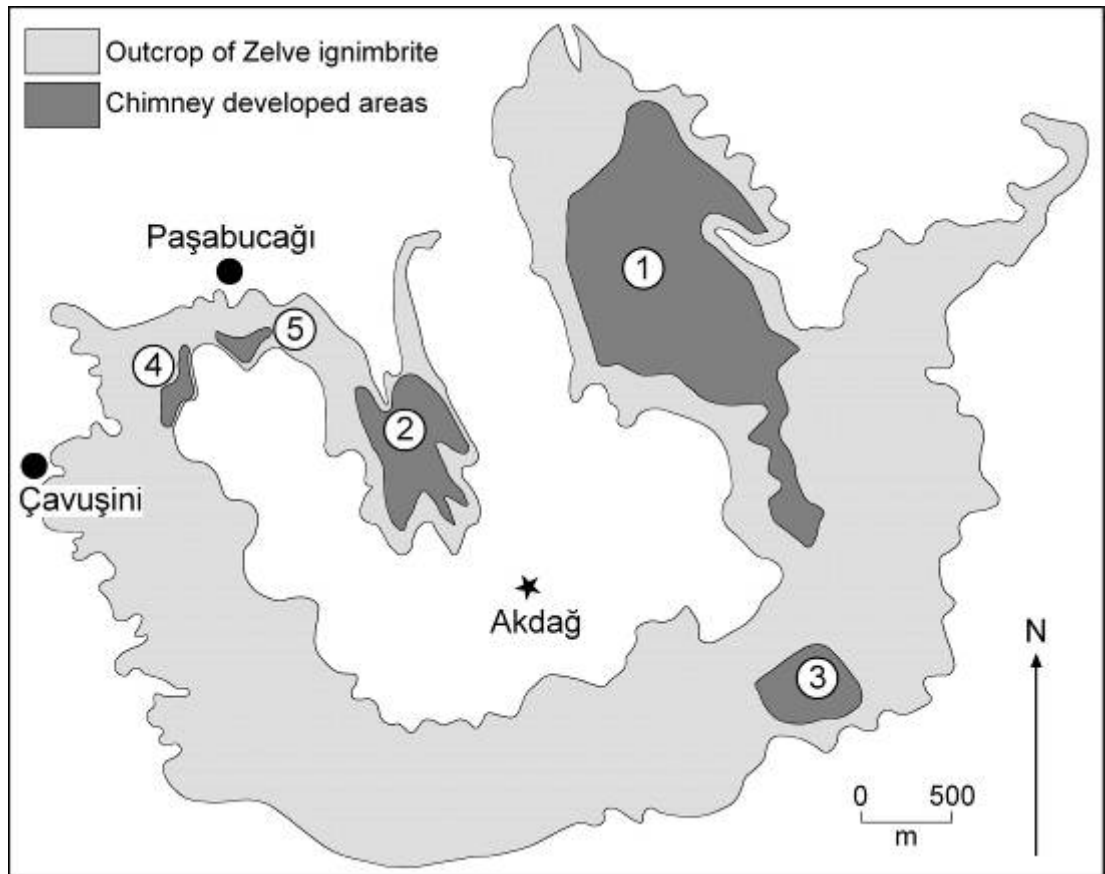 Outcrop of Zelve ignimbrite
Chimney developed areas
1
Paşabucağı
5
4
2
Çavuşini
Akdağ
N
3
0 500
m